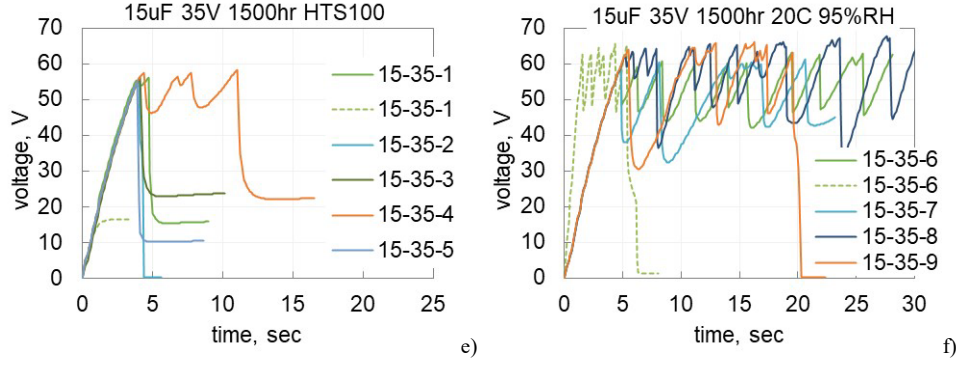 15uF 35V 1500hr HTS100
70
60
50
40
30
20
10
0
voltage, V
0 5 10 15 20 25
time, sec
15-35-1
15-35-1
15-35-2
15-35-3
15-35-4
15-35-5
e)
15uF 35V 1500hr 20C 95%RH
70
60
50
40
30
20
10
0
voltage, V
0 5 10 15 20 25 30
time, sec
15-35-6
15-35-6
15-35-7
15-35-8
15-35-9
f)